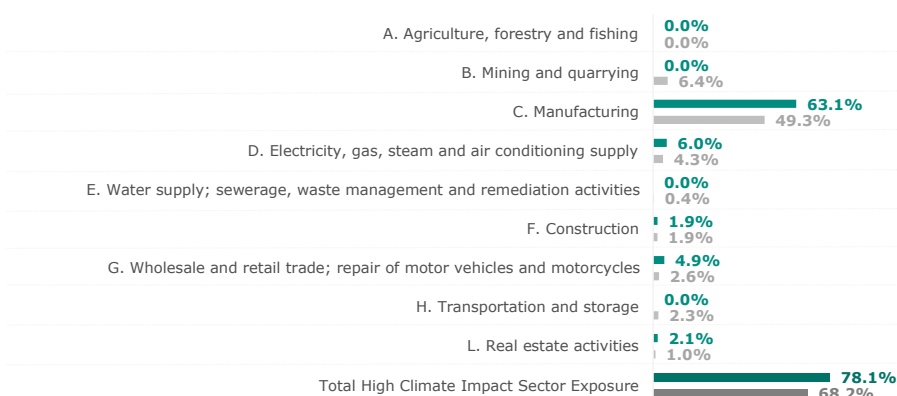 A. Agriculture, forestry and fishing
0.0%
0.0%
B. Mining and quarrying
0.0%
6.4%
C. Manufacturing
63.1%
49.3%
D. Electricity, gas, steam and air conditioning supply
6.0%
4.3%
E. Water supply; sewerage, waste management and remediation activities
0.0%
0.4%
F. Construction
1.9%
1.9%
G. Wholesale and retail trade; repair of motor vehicles and motorcycles
4.9%
2.6%
H. Transportation and storage
0.0%
2.3%
L. Real estate activities
2.1%
1.0%
Total High Climate Impact Sector Exposure
78.1%
68.2%